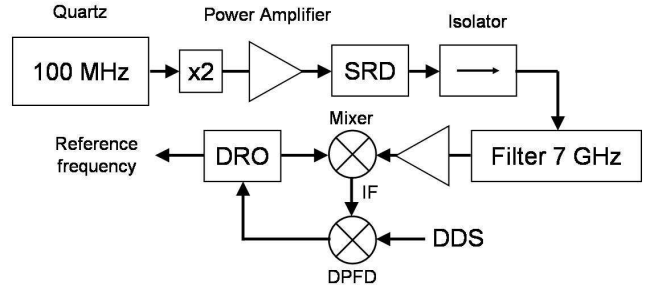 Quartz
Power Amplifier
Isolator
100 MHz
x2
SRD
Mixer
Reference
frequency
DRO
Filter 7 GHz
IF
DDS
DPFD